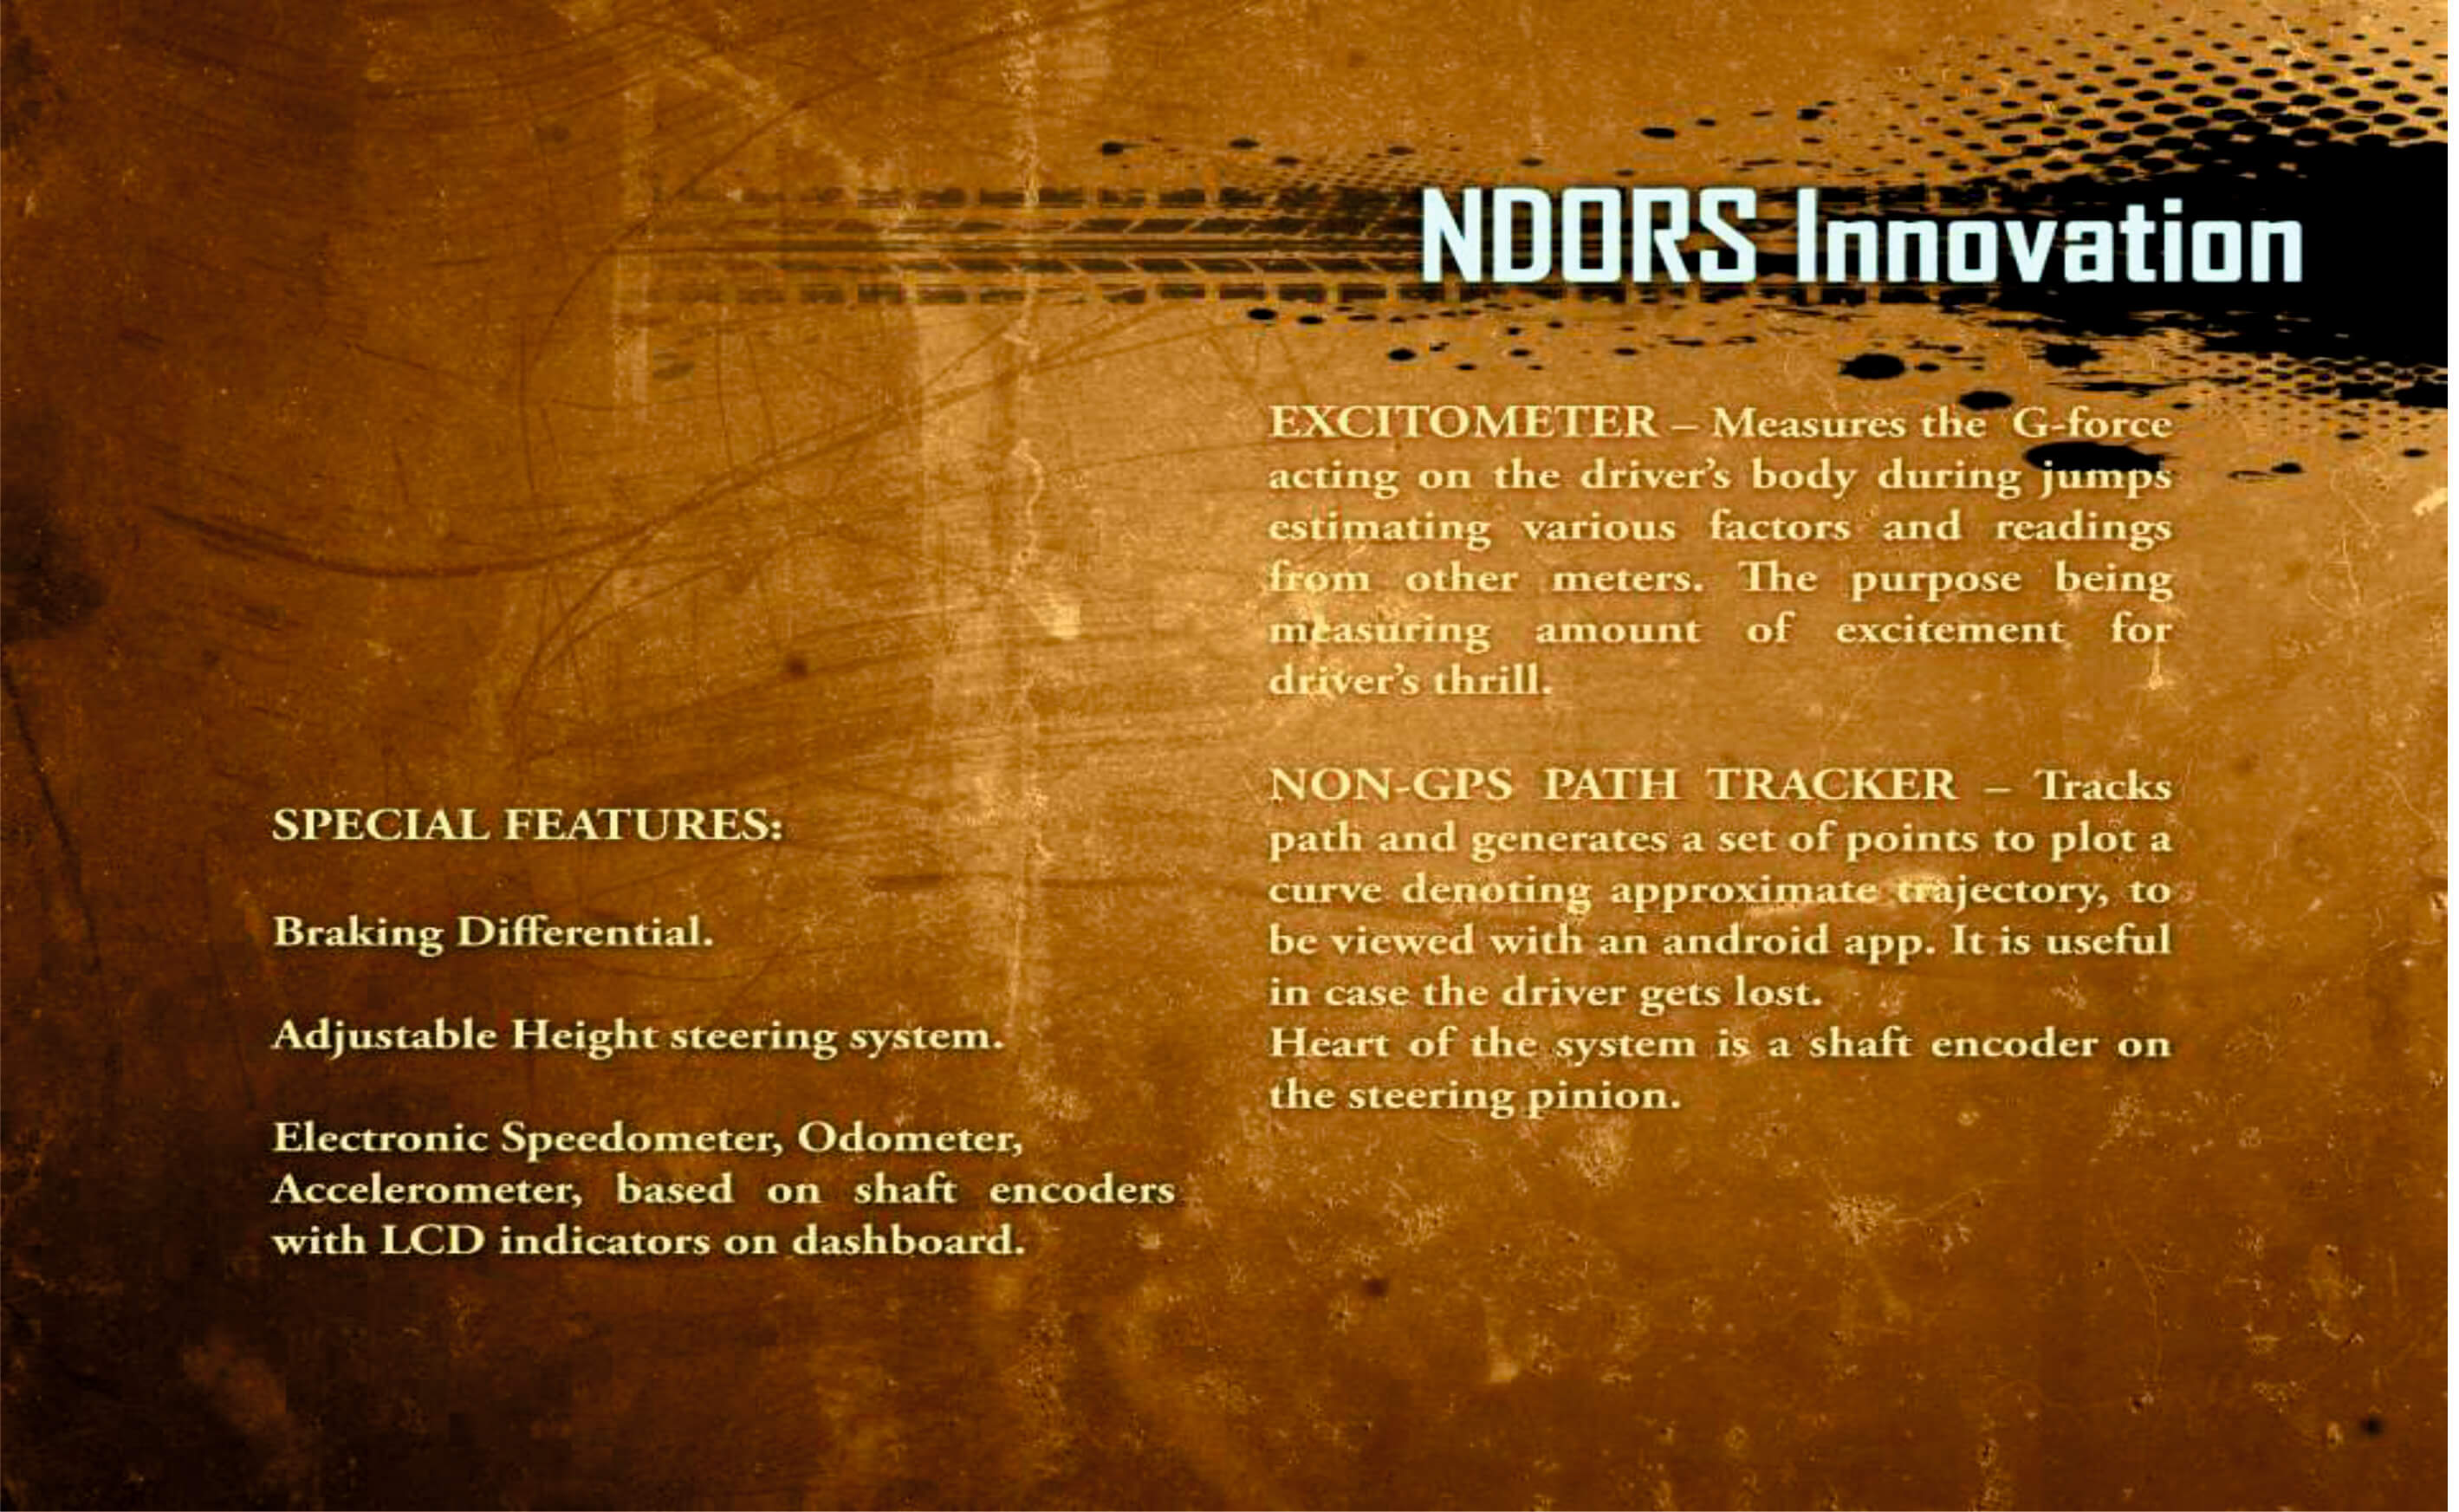 NDORS Innovation
EXCITOMETER – Measures the G-force
acting on the driver’s body during jumps
estimating various factors and readings
from other meters. The purpose being
measuring amount of excitement for
driver’s thrill.
NON-GPS PATH TRACKER – Tracks
path and generates a set of points to plot a
curve denoting approximate trajectory, to
be viewed with an android app. It is useful
in case the driver gets lost.
Heart of the system is a shaft encoder on
the steering pinion.
SPECIAL FEATURES:
Braking Differential.
Adjustable Height steering system.
Electronic Speedometer, Odometer,
Accelerometer, based on shaft encoders
with LCD indicators on dashboard.